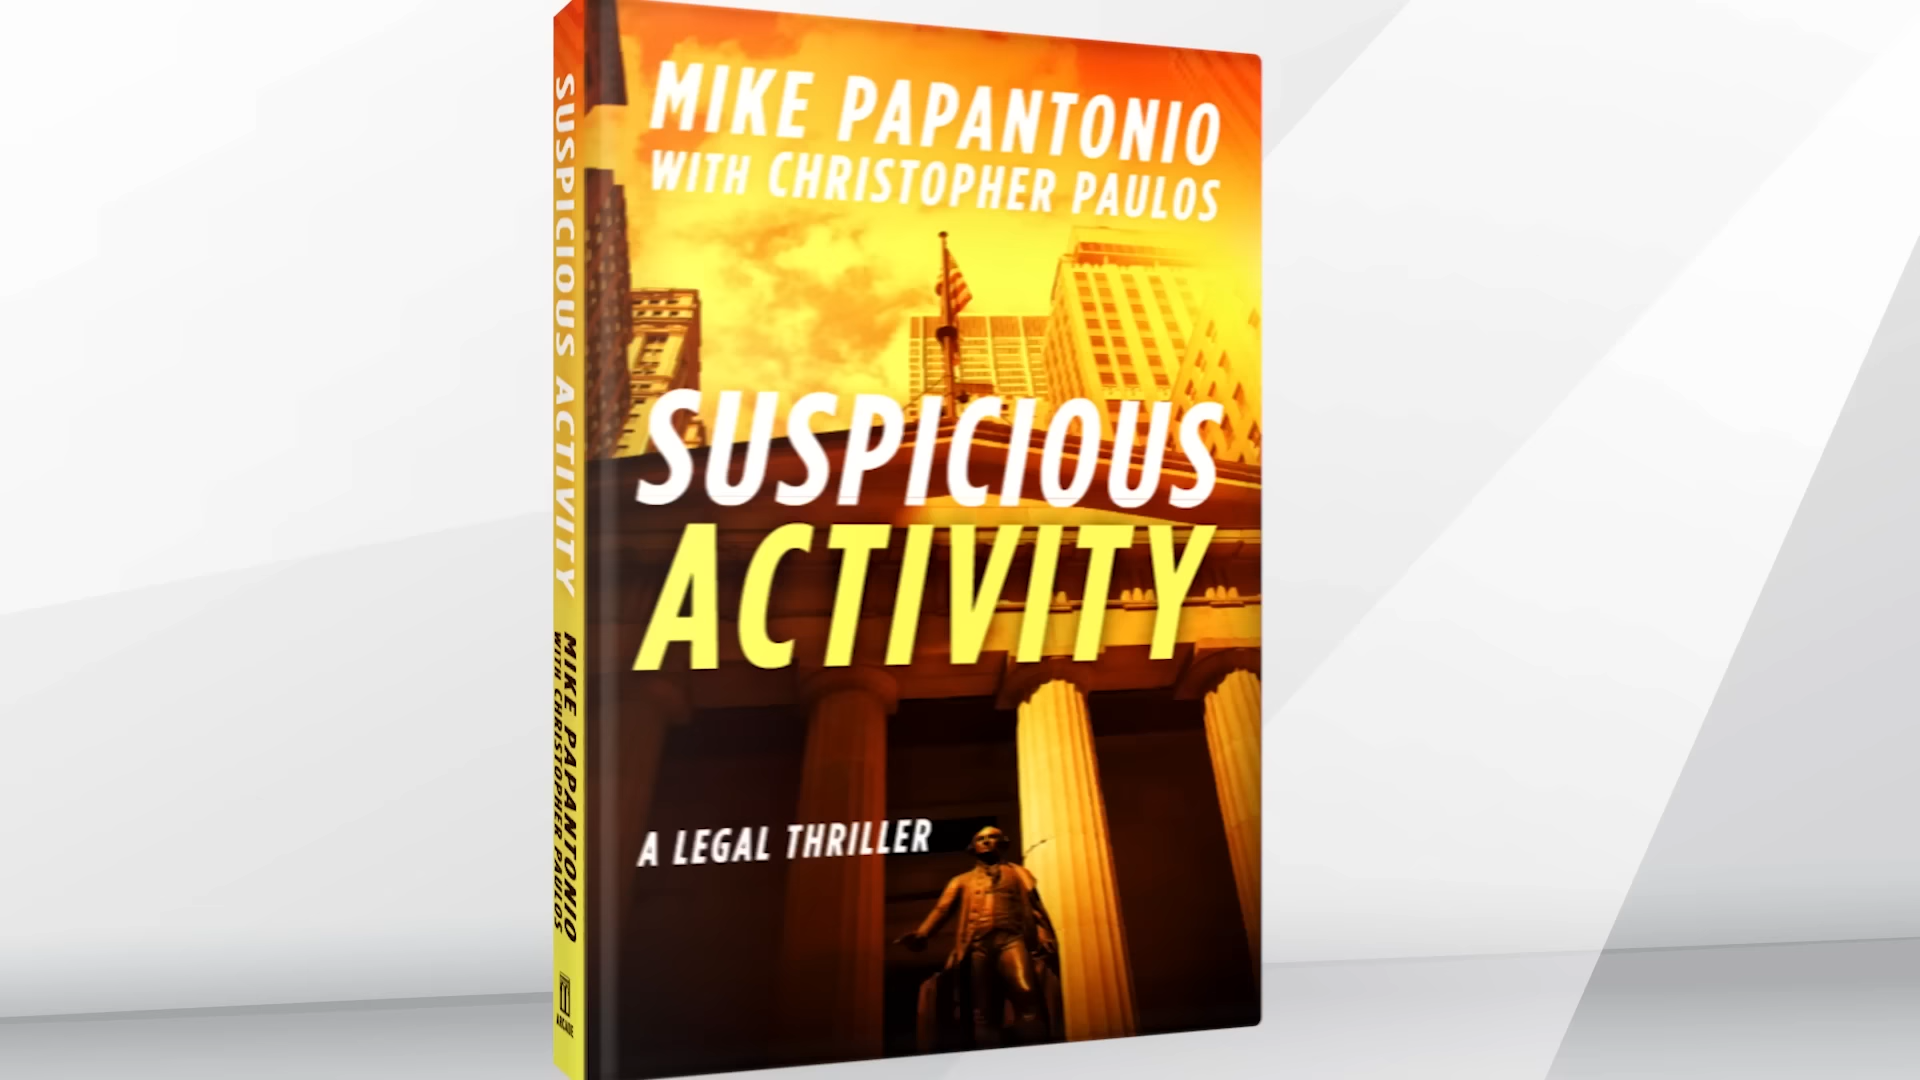 MIKE PAPANTONIO
WITH CHRISTOPHER PAULOS
SUSPICIOUS
ACTIVITY
A LEGAL THRILLER
SUSPICIOUS ACTIVITY
MIKE PAPANTONIO
WITH CHRISTOPHER PAULOS
ARCADE